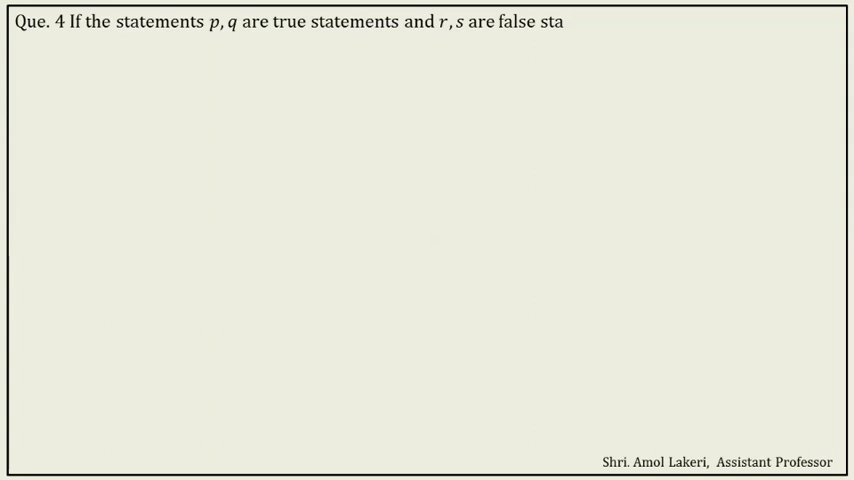 Que. 4 If the statements p, q are true statements and r, s are false sta
Shri. Amol Lakeri, Assistant Professor